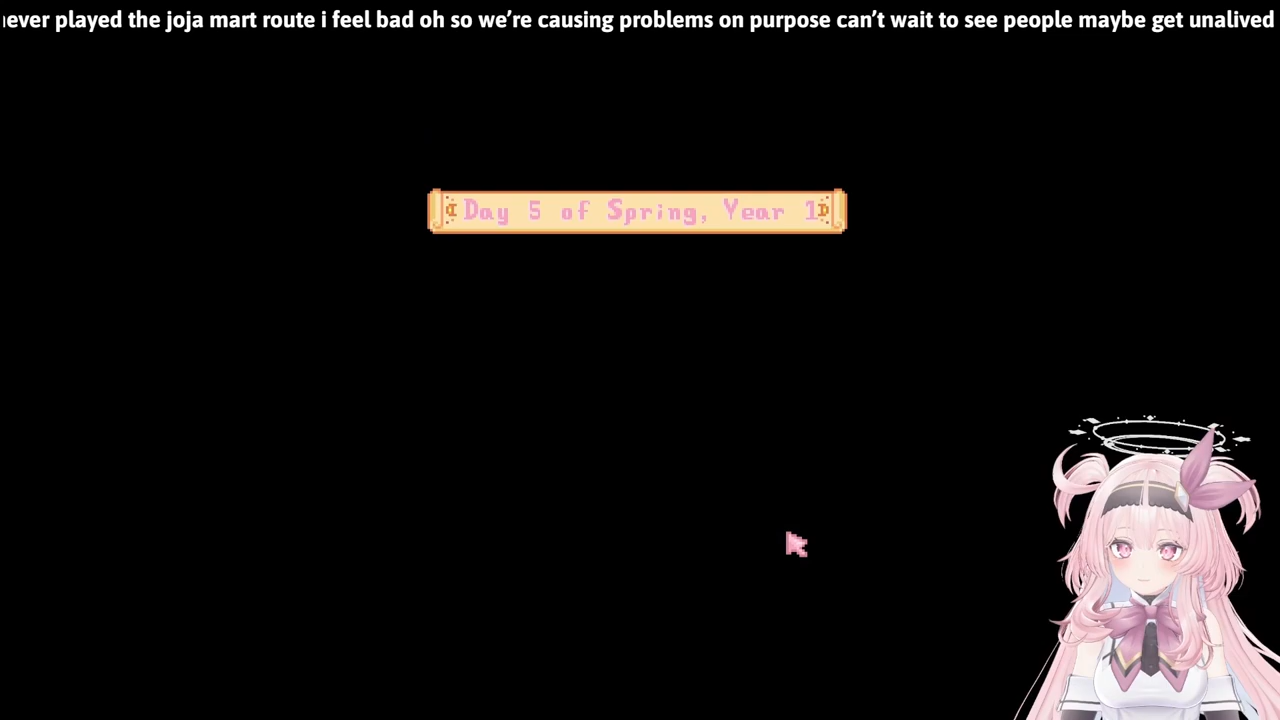 never played the joja mart route i feel bad oh so we’re causing problems on purpose can’t wait to see people maybe get unalived
Day 5 of Spring, Year 1